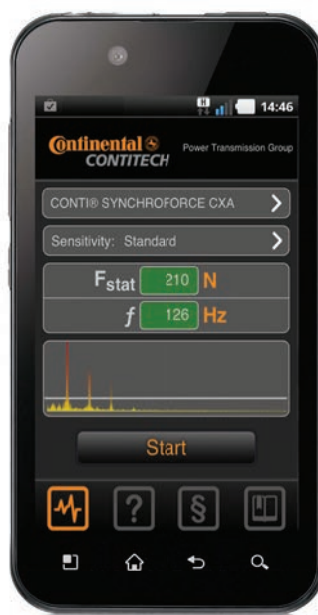 H 14:46
Continental
CONTITECH
Power Transmission Group
CONTI® SYNCHROFORCE CXA
Sensitivity: Standard
Fstat 210 N
f 126 Hz
Start
? §